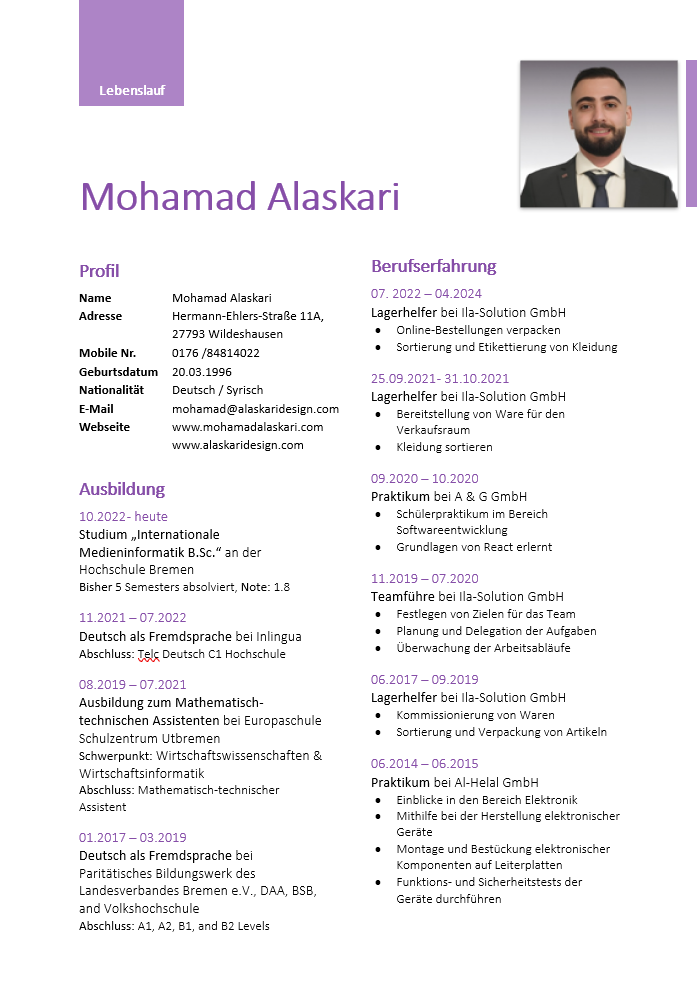 Lebenslauf
Mohamad Alaskari
Profil
Name Mohamad Alaskari
Adresse Hermann-Ehlers-Straße 11A,
27793 Wildeshausen
Mobile Nr. 0176 /84814022
Geburtsdatum 20.03.1996
Nationalität Deutsch / Syrisch
E-Mail mohamad@alaskaridesign.com
Webseite www.mohamadalaskari.com
www.alaskaridesign.com
Ausbildung
10.2022- heute
Studium „Internationale
Medieninformatik B.Sc.“ an der
Hochschule Bremen
Bisher 5 Semesters absolviert, Note: 1.8
11.2021 – 07.2022
Deutsch als Fremdsprache bei Inlingua
Abschluss: Telc Deutsch C1 Hochschule
08.2019 – 07.2021
Ausbildung zum Mathematisch-
technischen Assistenten bei Europaschule
Schulzentrum Utbremen
Schwerpunkt: Wirtschaftswissenschaften &
Wirtschaftsinformatik
Abschluss: Mathematisch-technischer
Assistent
01.2017 – 03.2019
Deutsch als Fremdsprache bei
Paritätisches Bildungswerk des
Landesverbandes Bremen e.V., DAA, BSB,
and Volkshochschule
Abschluss: A1, A2, B1, and B2 Levels
Berufserfahrung
07. 2022 – 04.2024
Lagerhelfer bei Ila-Solution GmbH
• Online-Bestellungen verpacken
• Sortierung und Etikettierung von Kleidung
25.09.2021- 31.10.2021
Lagerhelfer bei Ila-Solution GmbH
• Bereitstellung von Ware für den
Verkaufsraum
• Kleidung sortieren
09.2020 – 10.2020
Praktikum bei A & G GmbH
• Schülerpraktikum im Bereich
Softwareentwicklung
• Grundlagen von React erlernt
11.2019 – 07.2020
Teamführe bei Ila-Solution GmbH
• Festlegen von Zielen für das Team
• Planung und Delegation der Aufgaben
• Überwachung der Arbeitsabläufe
06.2017 – 09.2019
Lagerhelfer bei Ila-Solution GmbH
• Kommissionierung von Waren
• Sortierung und Verpackung von Artikeln
06.2014 – 06.2015
Praktikum bei Al-Helal GmbH
• Einblicke in den Bereich Elektronik
• Mithilfe bei der Herstellung elektronischer
Geräte
• Montage und Bestückung elektronischer
Komponenten auf Leiterplatten
• Funktions- und Sicherheitstests der
Geräte durchführen